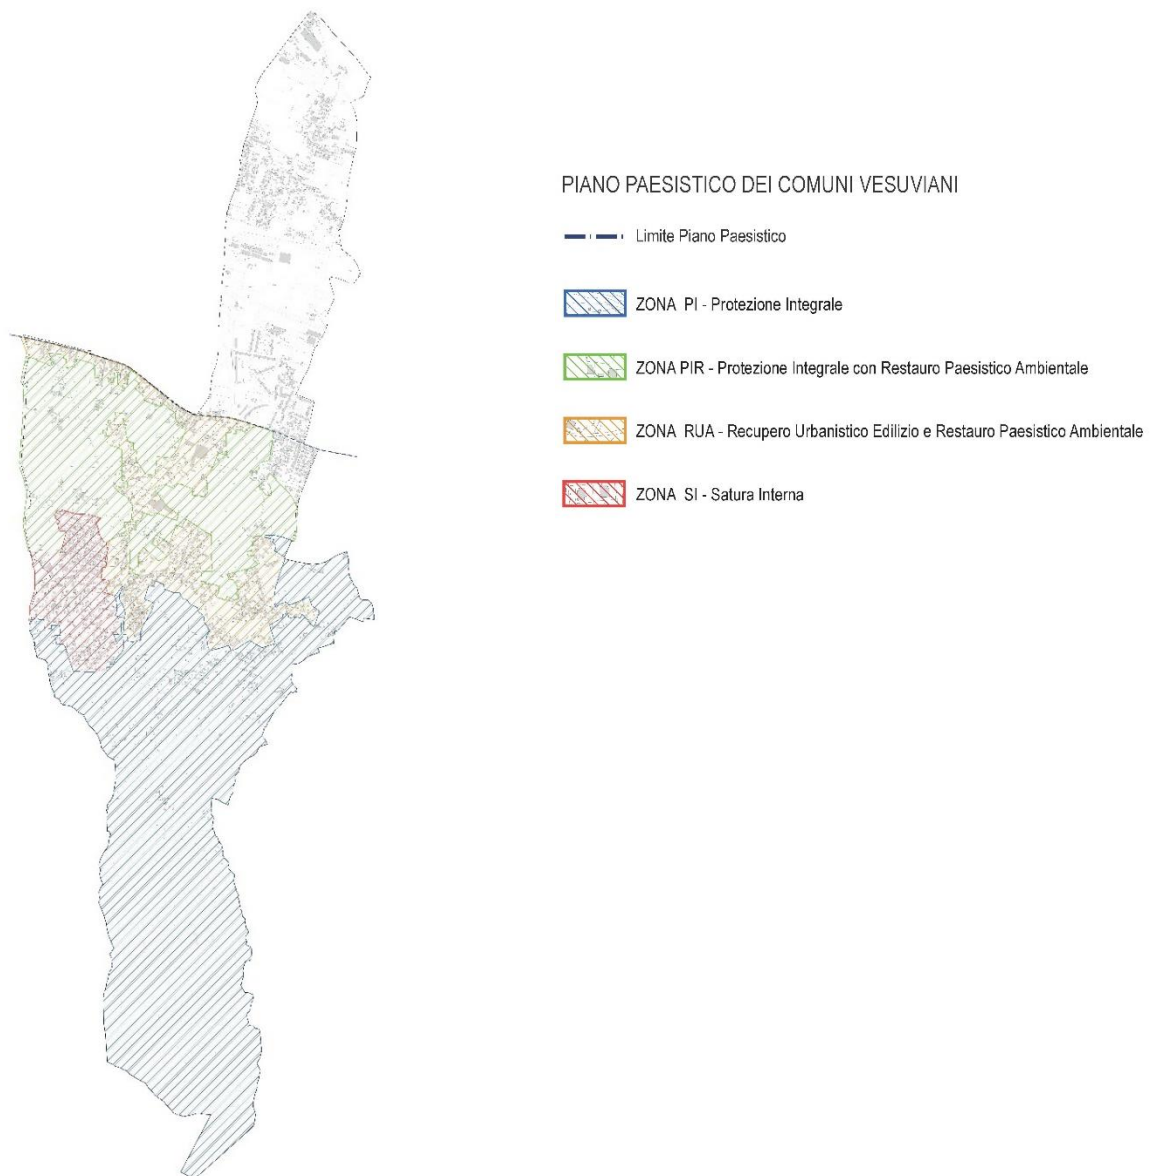 PIANO PAESISTICO DEI COMUNI VESUVIANI
Limite Piano Paesistico
ZONA PI - Protezione Integrale
ZONA PIR - Protezione Integrale con Restauro Paesistico Ambientale
ZONA RUA - Recupero Urbanistico Edilizio e Restauro Paesistico Ambientale
ZONA SI - Satura Interna